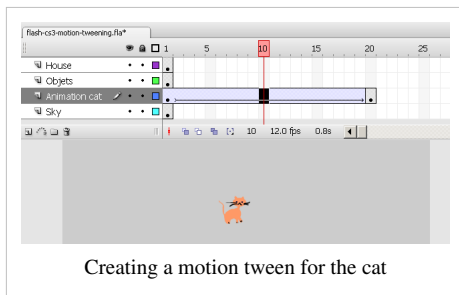 flash-cs3-motion-tweening.fla*
1 5 10 15 20 25
House
Objets
Animation cat
Sky
10 12.0 fps 0.8s
Creating a motion tween for the cat